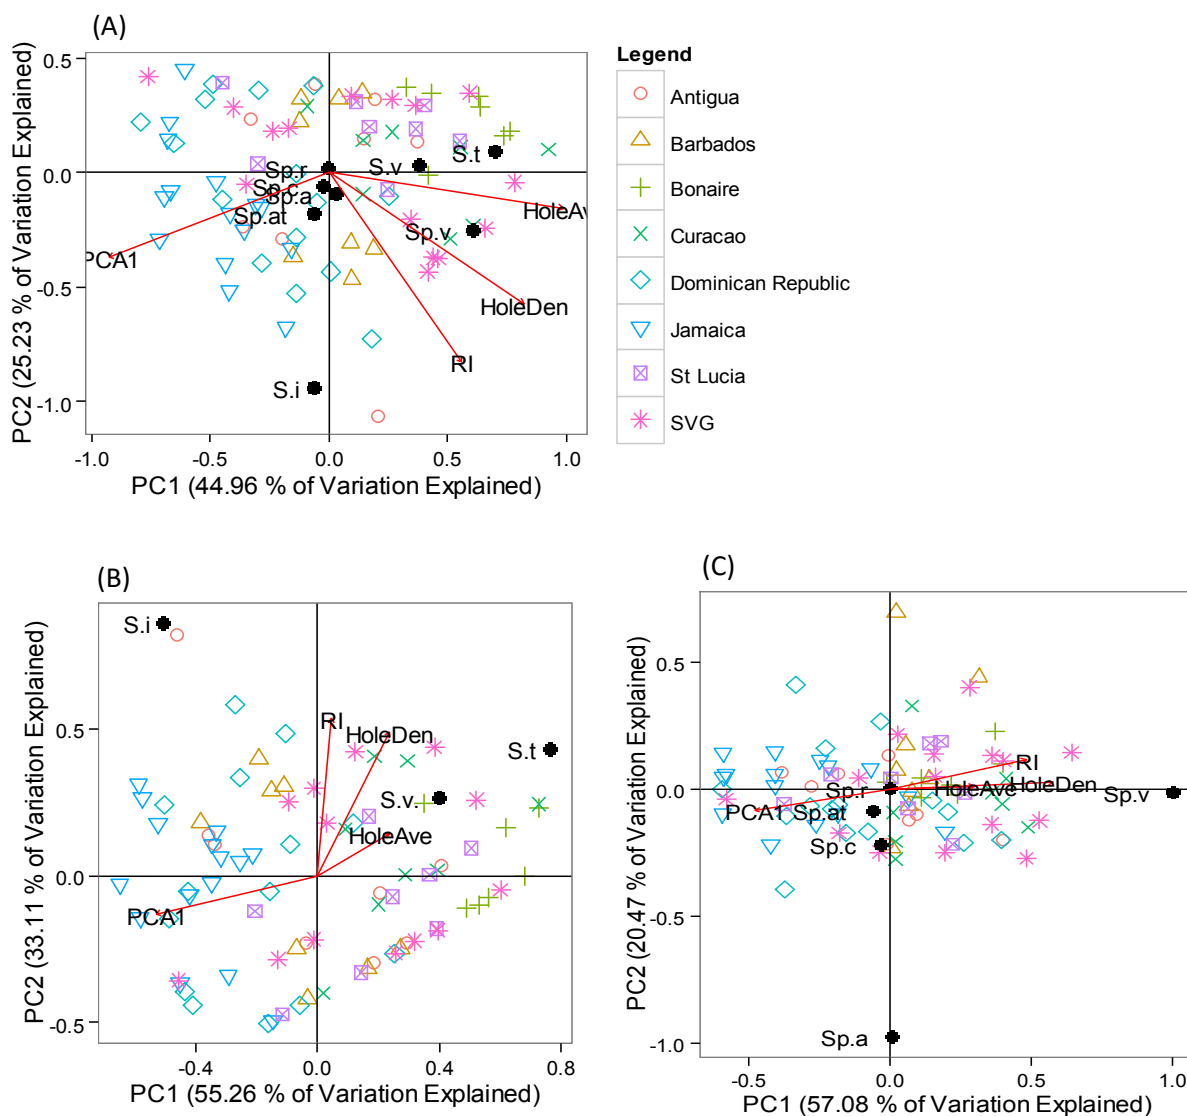 (A)
PC2 (25.23 % of Variation Explained)
0.5
0.0
-0.5
-1.0
Sp.r
Sp.c
Sp.a
Sp.at
S.v
S.t
Sp.v
S.i
HoleAv
HoleDen
RI
PCA1
-1.0 -0.5 0.0 0.5 1.0
PC1 (44.96 % of Variation Explained)
Legend
Antigua
Barbados
Bonaire
Curacao
Dominican Republic
Jamaica
St Lucia
SVG
(B)
PC2 (33.11 % of Variation Explained)
0.5
0.0
-0.5
S.i
RI
HoleDen
S.t
S.v
HoleAve
PCA1
-0.4 0.0 0.4 0.8
PC1 (55.26 % of Variation Explained)
(C)
PC2 (20.47 % of Variation Explained)
0.5
0.0
-0.5
-1.0
RI
Sp.r
HoleAve
HoleDen
Sp.v
PCA1
Sp.at
Sp.c
Sp.a
-0.5 0.0 0.5 1.0
PC1 (57.08 % of Variation Explained)